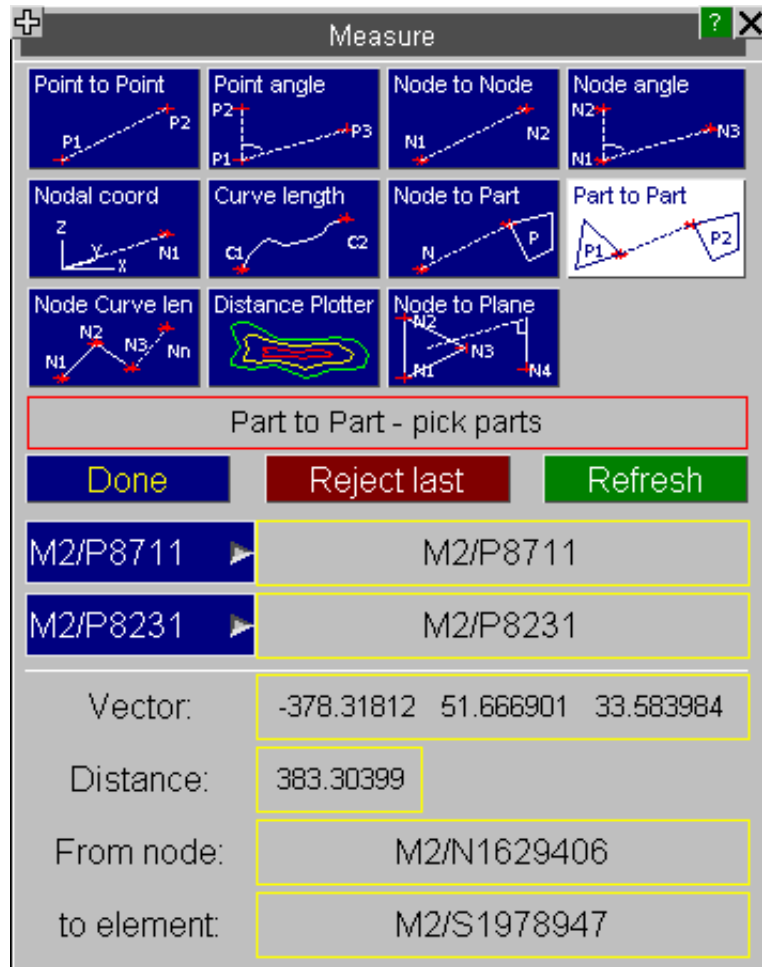 ? X
Measure
Point to Point Point angle Node to Node Node angle
P1 P2 P2 P1 P3 N1 N2 N2 N1 N3
Nodal coord Curve length Node to Part Part to Part
Z Y X N1 C1 C2 N P P1 P2
Node Curve len Distance Plotter Node to Plane
N1 N2 N3 Nn N2 N1 N3 N4
Part to Part - pick parts
Done Reject last Refresh
M2/P8711 M2/P8711
M2/P8231 M2/P8231
Vector: -378.31812 51.666901 33.583984
Distance: 383.30399
From node: M2/N1629406
to element: M2/S1978947